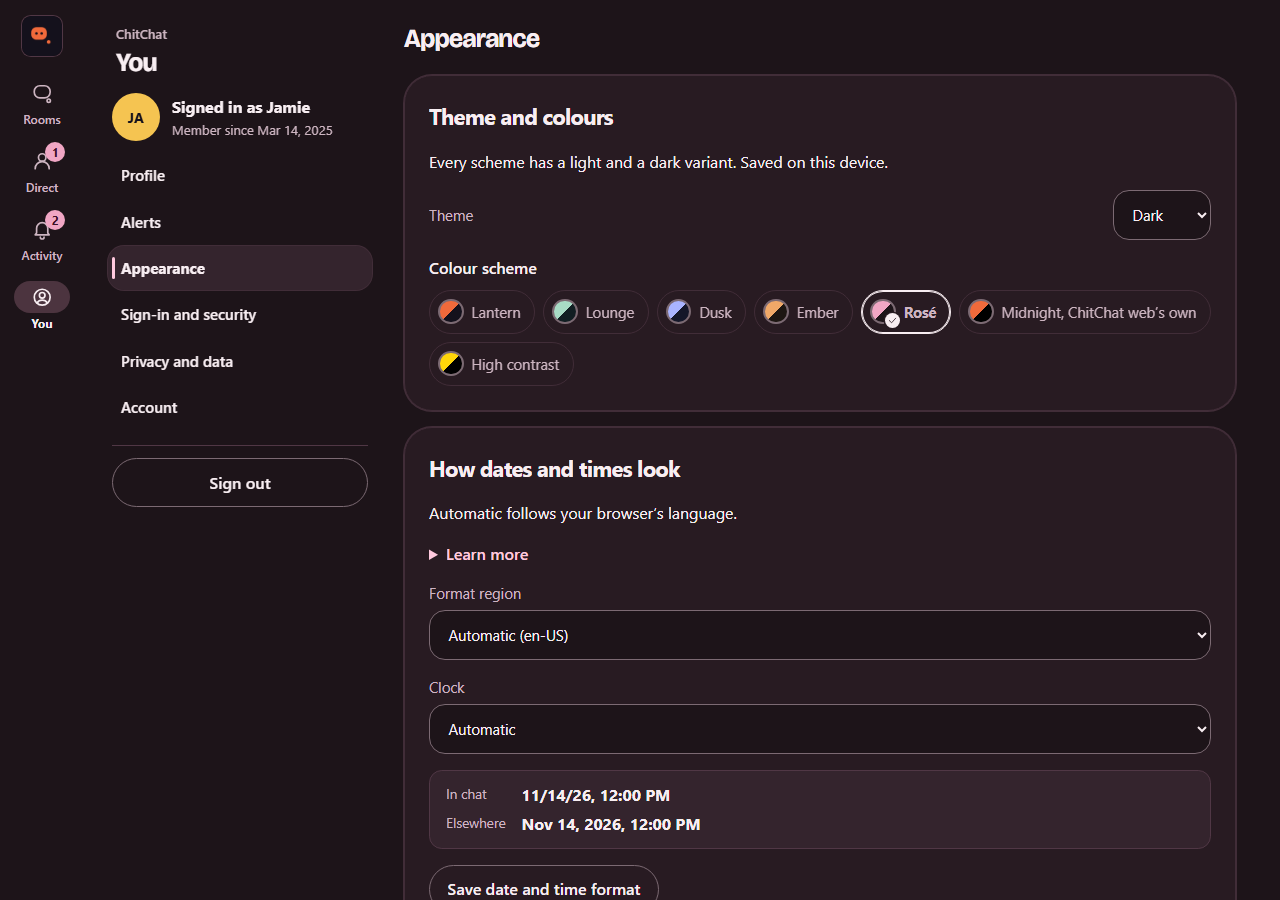 ChitChat
You
JA
Signed in as Jamie
Member since Mar 14, 2025
Rooms
1
Direct
2
Activity
You
Profile
Alerts
Appearance
Sign-in and security
Privacy and data
Account
Sign out
Appearance
Theme and colours
Every scheme has a light and a dark variant. Saved on this device.
Theme
Dark
Colour scheme
Lantern
Lounge
Dusk
Ember
Rosé
Midnight, ChitChat web's own
High contrast
How dates and times look
Automatic follows your browser's language.
Learn more
Format region
Automatic (en-US)
Clock
Automatic
In chat 11/14/26, 12:00 PM
Elsewhere Nov 14, 2026, 12:00 PM
Save date and time format